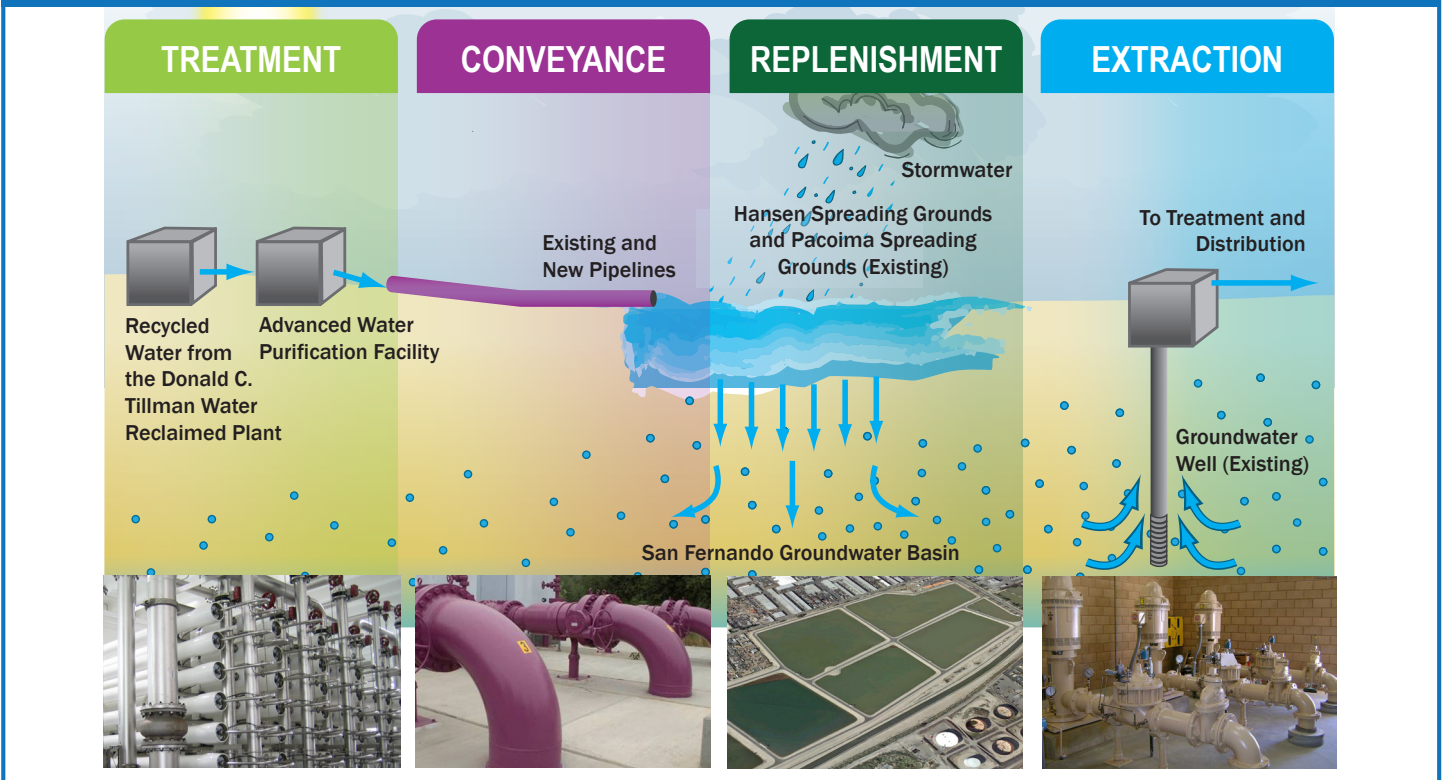 TREATMENT
CONVEYANCE
REPLENISHMENT
EXTRACTION
Recycled
Water from
the Donald C.
Tillman Water
Reclaimed Plant
Advanced Water
Purification Facility
Existing and
New Pipelines
Stormwater
Hansen Spreading Grounds
and Pacoima Spreading
Grounds (Existing)
San Fernando Groundwater Basin
To Treatment and
Distribution
Groundwater
Well (Existing)